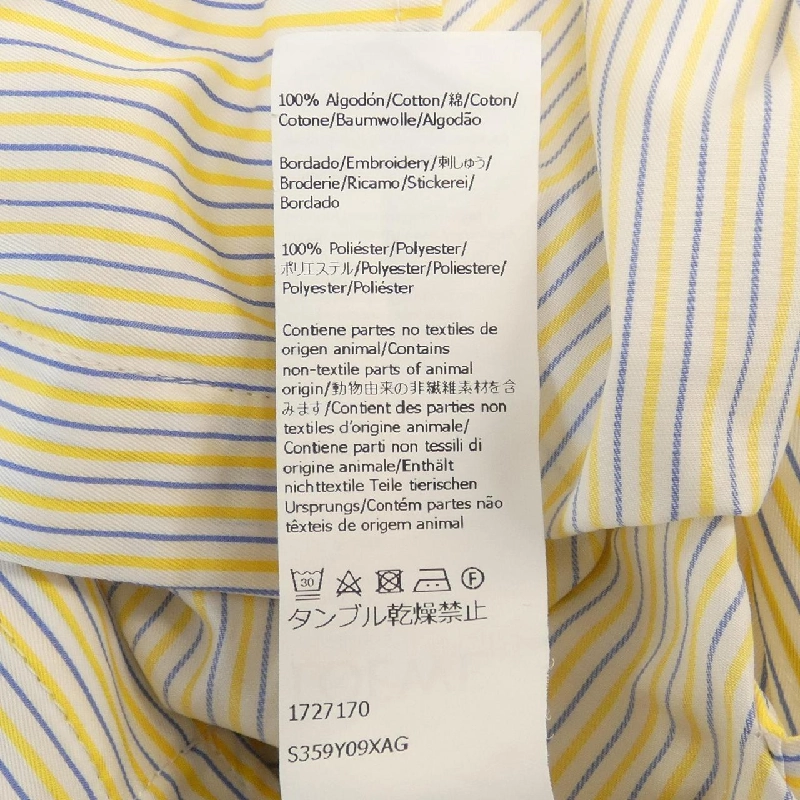 100% Algodón/Cotton/綿/Coton/
Cotone/Baumwolle/Algodão
Bordado/Embroidery/刺しゅう/
Broderie/Ricamo/Stickerei/
Bordado
100% Poliéster/Polyester/
ポリエステル/Polyester/Poliestere/
Polyester/Poliéster
Contiene partes no textiles de
origen animal/Contains
non-textile parts of animal
origin/動物由来の非繊維素材を含
みます/Contient des parties non
textiles d'origine animale/
Contiene parti non tessili di
origine animale/Enthält
nichttextile Teile tierischen
Ursprungs/Contém partes não
têxteis de origem animal
30 F
タンブル乾燥禁止
1727170
S359Y09XAG